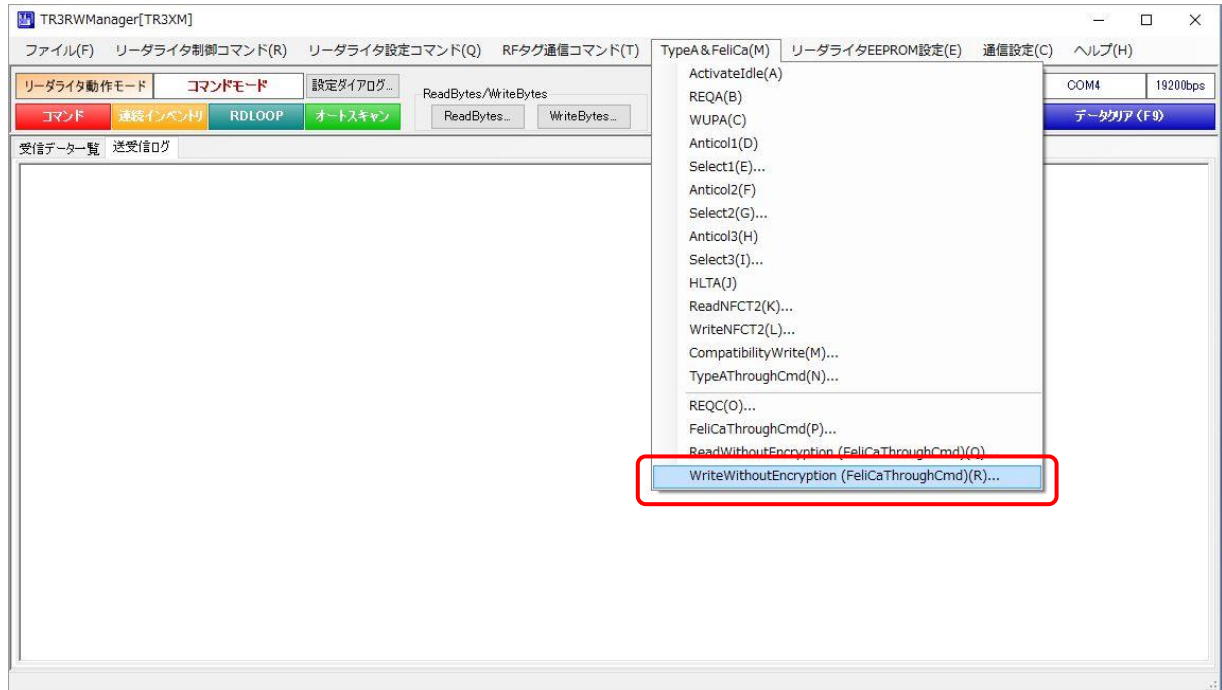 TR3RWManager[TR3XM]
ファイル(F) リーダライタ制御コマンド(R) リーダライタ設定コマンド(Q) RFタグ通信コマンド(T) TypeA&FeliCa(M) リーダライタEEPROM設定(E) 通信設定(C) ヘルプ(H)
リーダライタ動作モード コマンドモード 設定ダイアログ... ReadBytes/WriteBytes COM4 19200bps
コマンド 連続インベントリ RDLOOP オートスキャン ReadBytes... WriteBytes... データクリア(F9)
受信データ一覧 送受信ログ
ActivateIdle(A)
REQA(B)
WUPA(C)
Anticol1(D)
Select1(E)...
Anticol2(F)
Select2(G)...
Anticol3(H)
Select3(I)...
HLTA(J)
ReadNFCT2(K)...
WriteNFCT2(L)...
CompatibilityWrite(M)...
TypeAThroughCmd(N)...
REQC(O)...
FeliCaThroughCmd(P)...
ReadWithoutEncryption (FeliCaThroughCmd)(Q)...
WriteWithoutEncryption (FeliCaThroughCmd)(R)...